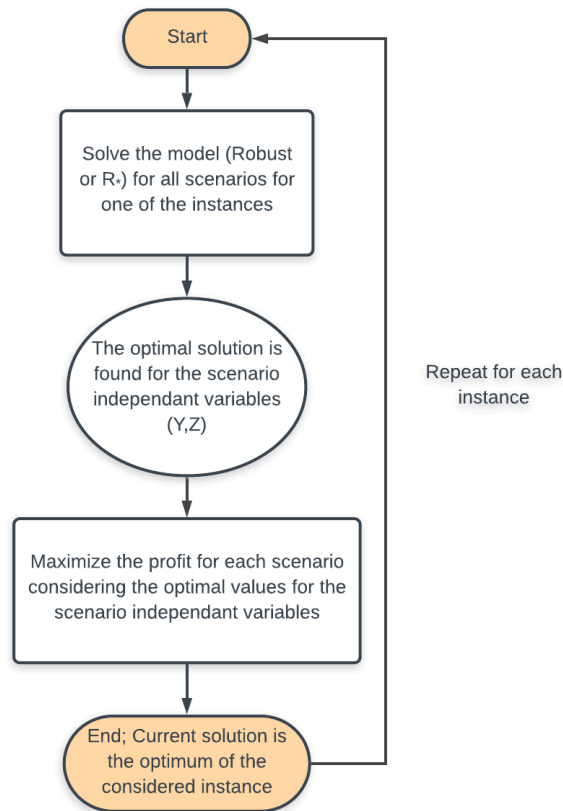 Start
Solve the model (Robust
or R*) for all scenarios for
one of the instances
The optimal solution is
found for the scenario
independant variables
(Y,Z)
Repeat for each
instance
Maximize the profit for each scenario
considering the optimal values for the
scenario independant variables
End; Current solution is
the optimum of the
considered instance